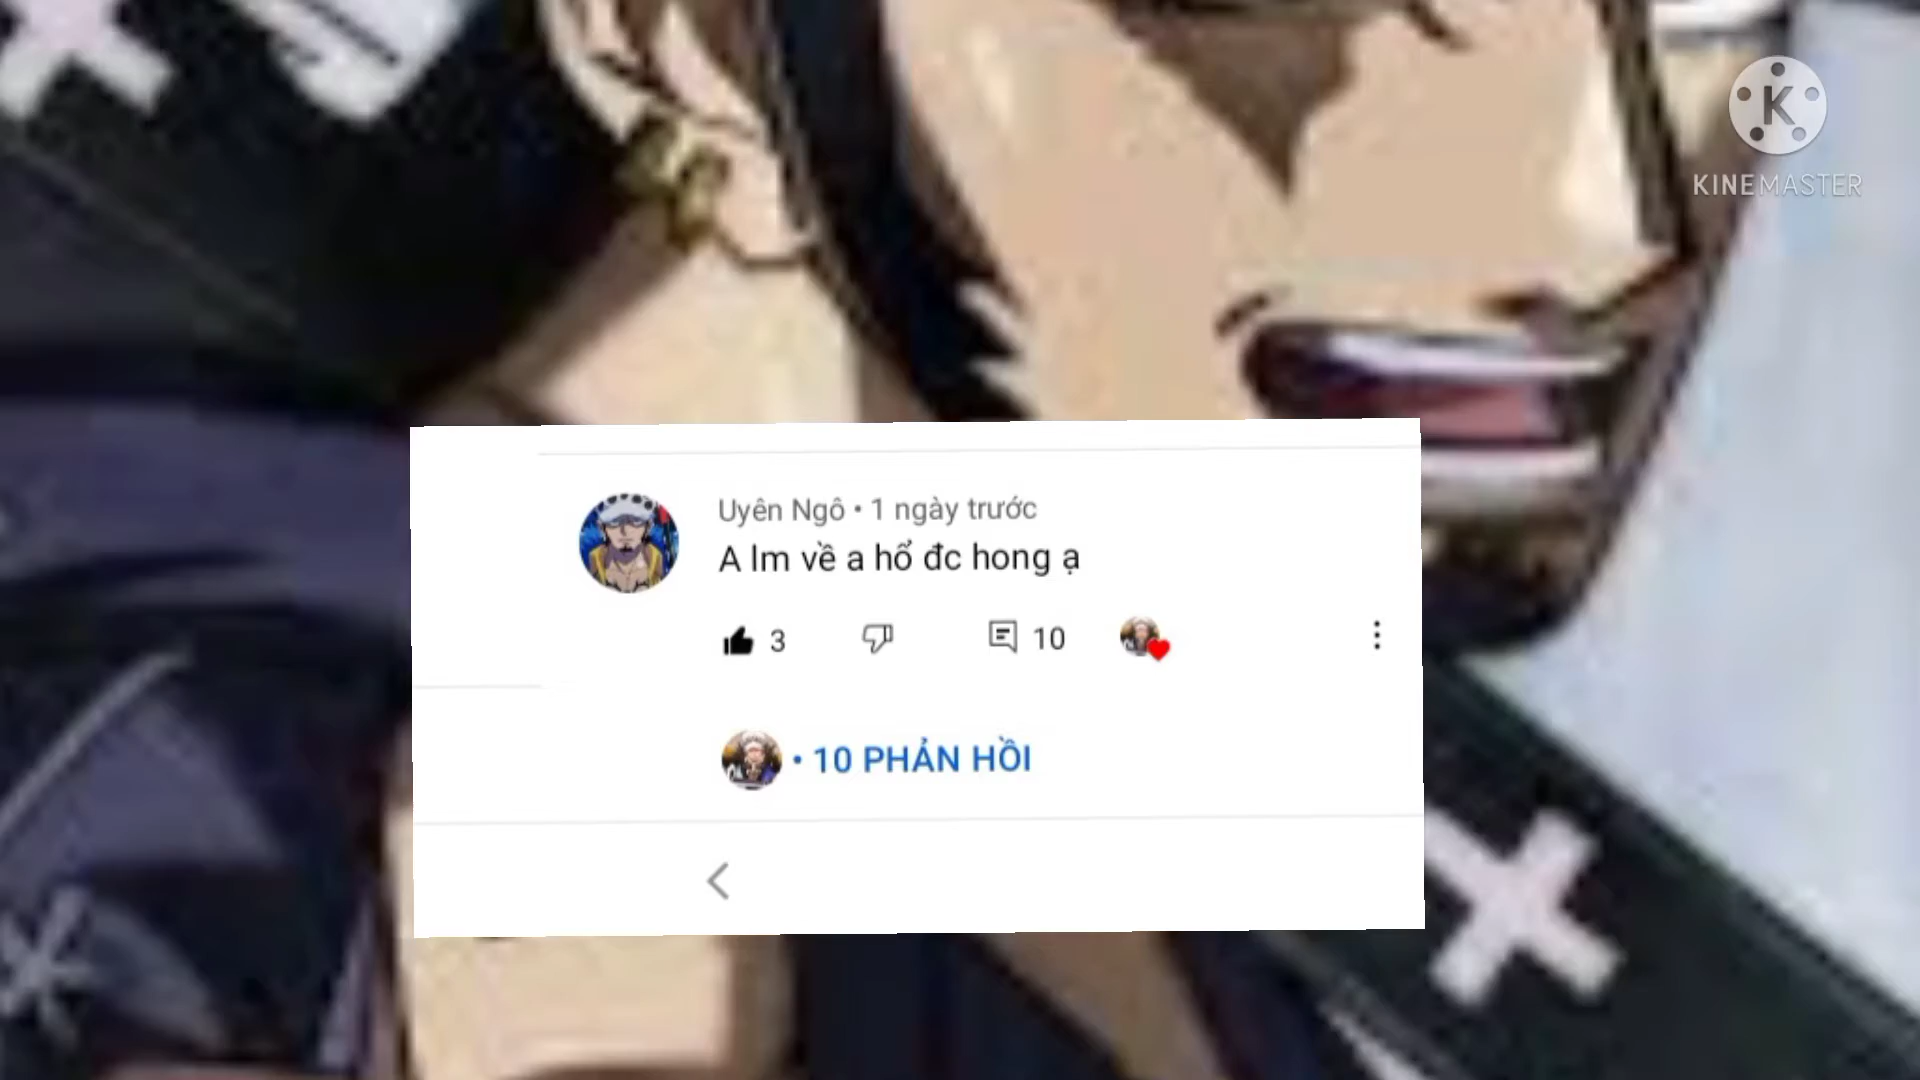 K
KINEMASTER
Uyên Ngô • 1 ngày trước
A lm về a hổ đc hong ạ
3
10
• 10 PHẢN HỒI